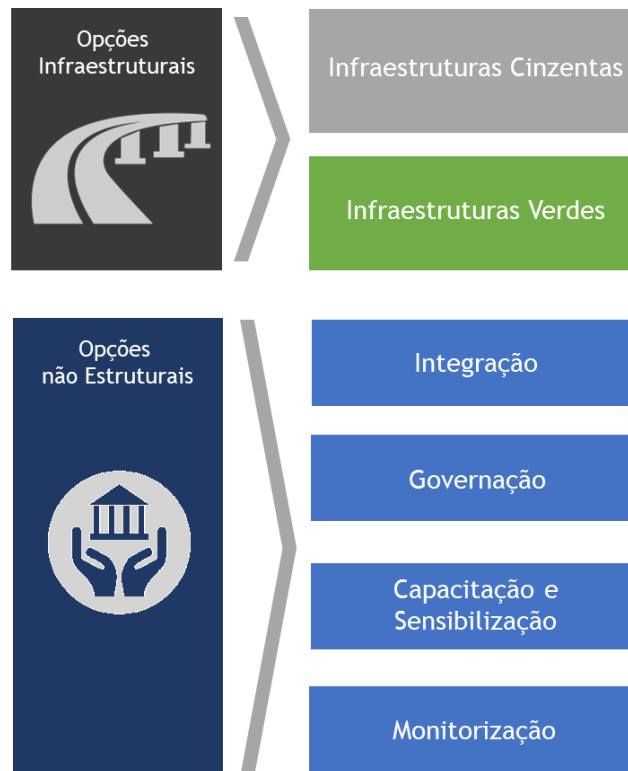 Opções
Infraestruturais
Infraestruturas Cinzentas
Infraestruturas Verdes
Opções
não Estruturais
Integração
Governação
Capacitação e
Sensibilização
Monitorização